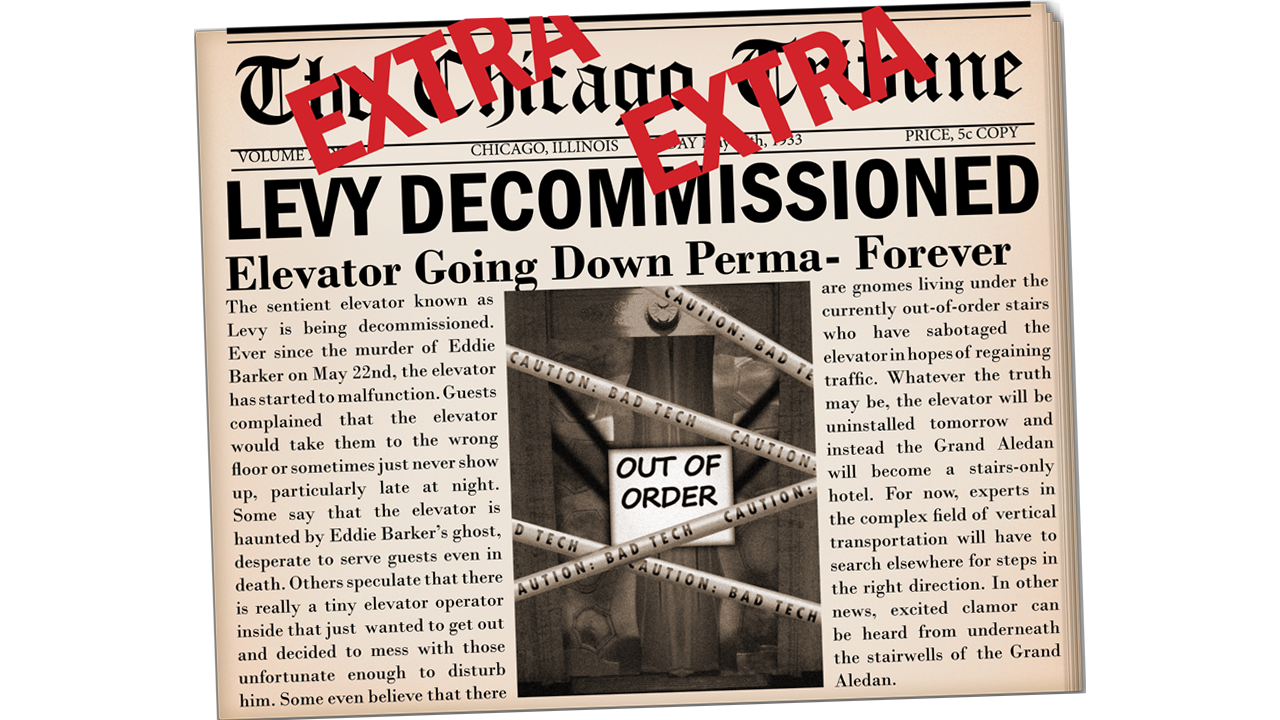 The Chicago Tribune
EXTRA
EXTRA
VOLUME
CHICAGO, ILLINOIS 1933
PRICE, 5c COPY
LEVY DECOMMISSIONED
Elevator Going Down Perma- Forever
The sentient elevator known as
Levy is being decommissioned.
Ever since the murder of Eddie
Barker on May 22nd, the elevator
has started to malfunction. Guests
complained that the elevator
would take them to the wrong
floor or sometimes just never show
up, particularly late at night.
Some say that the elevator is
haunted by Eddie Barker's ghost,
desperate to serve guests even in
death. Others speculate that there
is really a tiny elevator operator
inside that just wanted to get out
and decided to mess with those
unfortunate enough to disturb
him. Some even believe that there
CAUTION: BAD TE
CAUTION: BAD TECH CAUTION:
OUT OF
ORDER
D TECH CAUTION: BAD TECH
AUTION: BAD TECH CAUTION:
are gnomes living under the
currently out-of-order stairs
who have sabotaged the
elevator in hopes of regaining
traffic. Whatever the truth
may be, the elevator will be
uninstalled tomorrow and
instead the Grand Aledan
will become a stairs-only
hotel. For now, experts in
the complex field of vertical
transportation will have to
search elsewhere for steps in
the right direction. In other
news, excited clamor can
be heard from underneath
the stairwells of the Grand
Aledan.